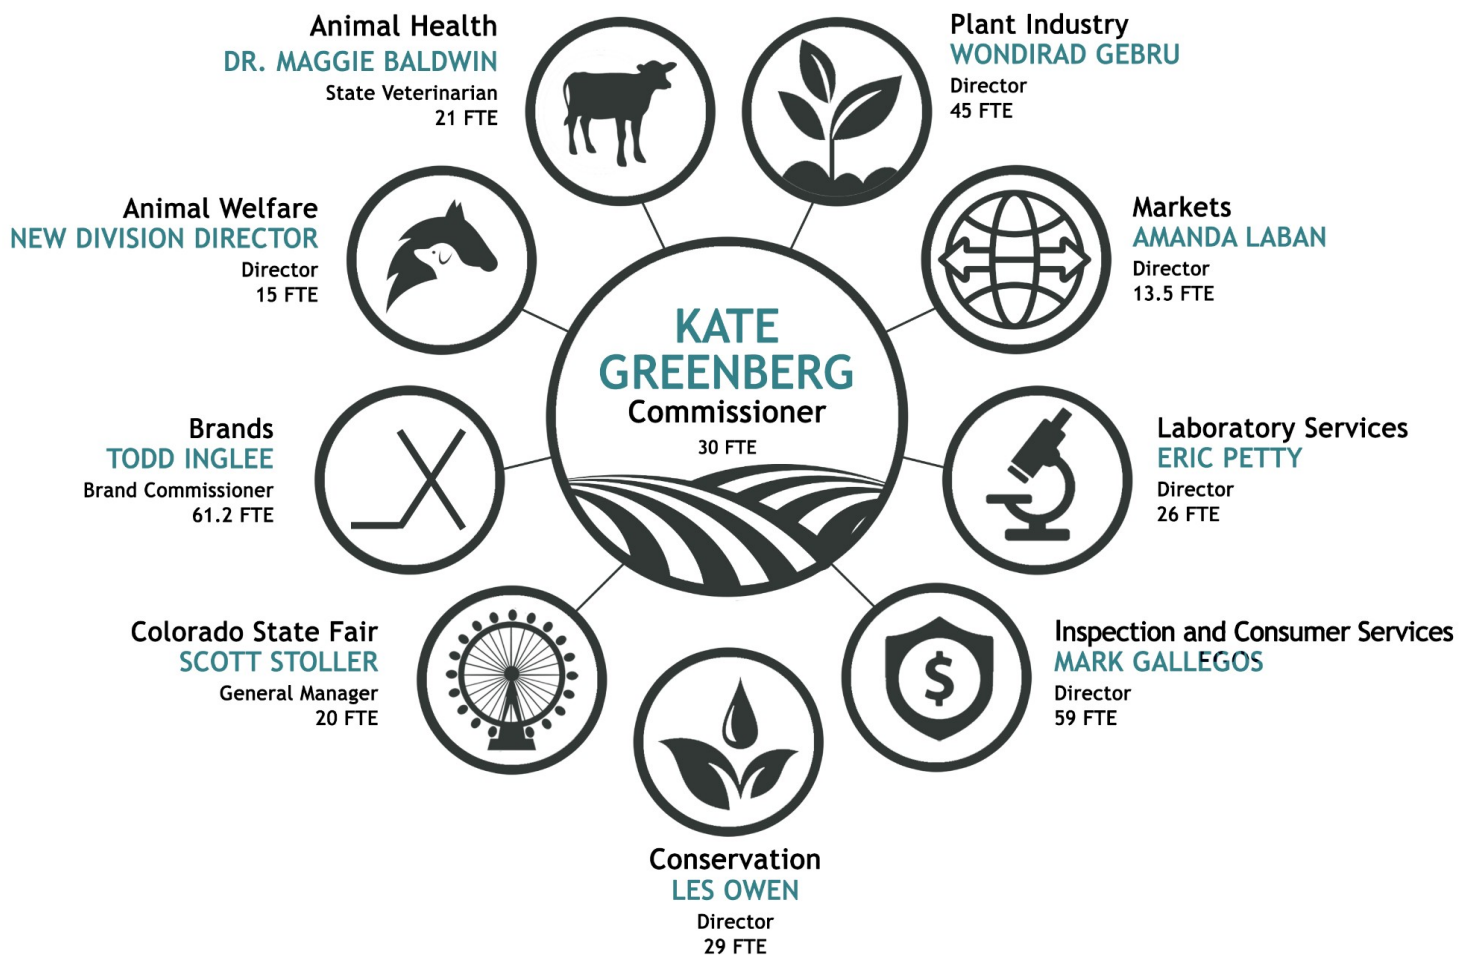 Animal Health
DR. MAGGIE BALDWIN
State Veterinarian
21 FTE
Plant Industry
WONDIRAD GEBRU
Director
45 FTE
Animal Welfare
NEW DIVISION DIRECTOR
Director
15 FTE
Markets
AMANDA LABAN
Director
13.5 FTE
KATE
GREENBERG
Commissioner
30 FTE
Brands
TODD INGLEE
Brand Commissioner
61.2 FTE
Laboratory Services
ERIC PETTY
Director
26 FTE
Colorado State Fair
SCOTT STOLLER
General Manager
20 FTE
$
Inspection and Consumer Services
MARK GALLEGOS
Director
59 FTE
Conservation
LES OWEN
Director
29 FTE